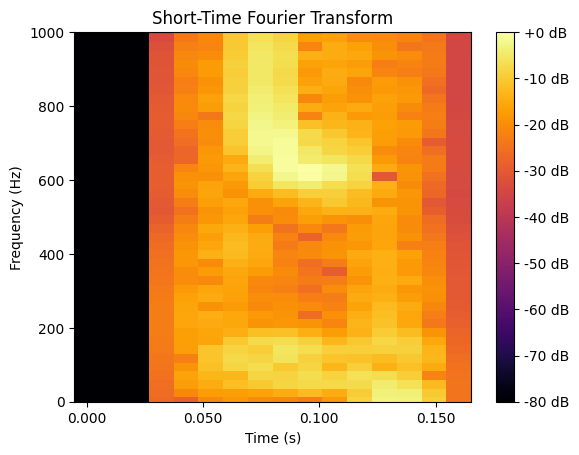 Short-Time Fourier Transform
1000
800
600
400
200
0
Frequency (Hz)
0.000
0.050
0.100
0.150
Time (s)
+0 dB
-10 dB
-20 dB
-30 dB
-40 dB
-50 dB
-60 dB
-70 dB
-80 dB